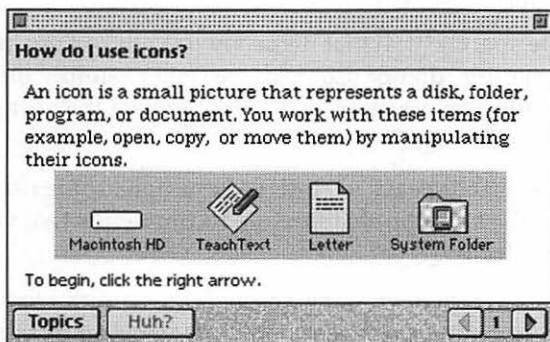 How do I use icons?
An icon is a small picture that represents a disk, folder,
program, or document. You work with these items (for
example, open, copy, or move them) by manipulating
their icons.
Macintosh HD TeachText Letter System Folder
To begin, click the right arrow.
Topics Huh? 1